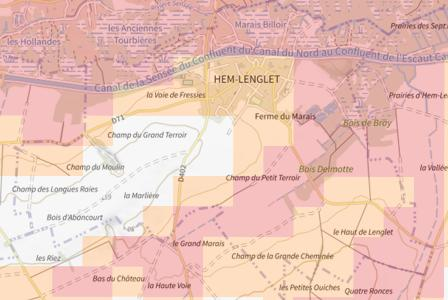 les Hollandes
les Anciennes
Tourbières
Marais Billoir
Prairies des Sept
Canal de la Sensée du Confluent du Canal du Nord au Confluent de l'Escaut Ca
HEM-LENGLET
la Voie de Fressies
Prairies d'Hem-Le
D71
Ferme du Marais
Bois de Bray
Champ du Grand Terroir
Champ du Moulin
D402
Bois Delmotte
la Vallée
Champ du Petit Terroir
Champ des Longues Raies
la Marlière
Bois d'Aboncourt
le Haut de Lenglet
le Grand Marais
les Riez
Champ de la Grande Cheminée
Bas du Château
la Haute Voie
les Petites Ouiches
Quatre Ronces